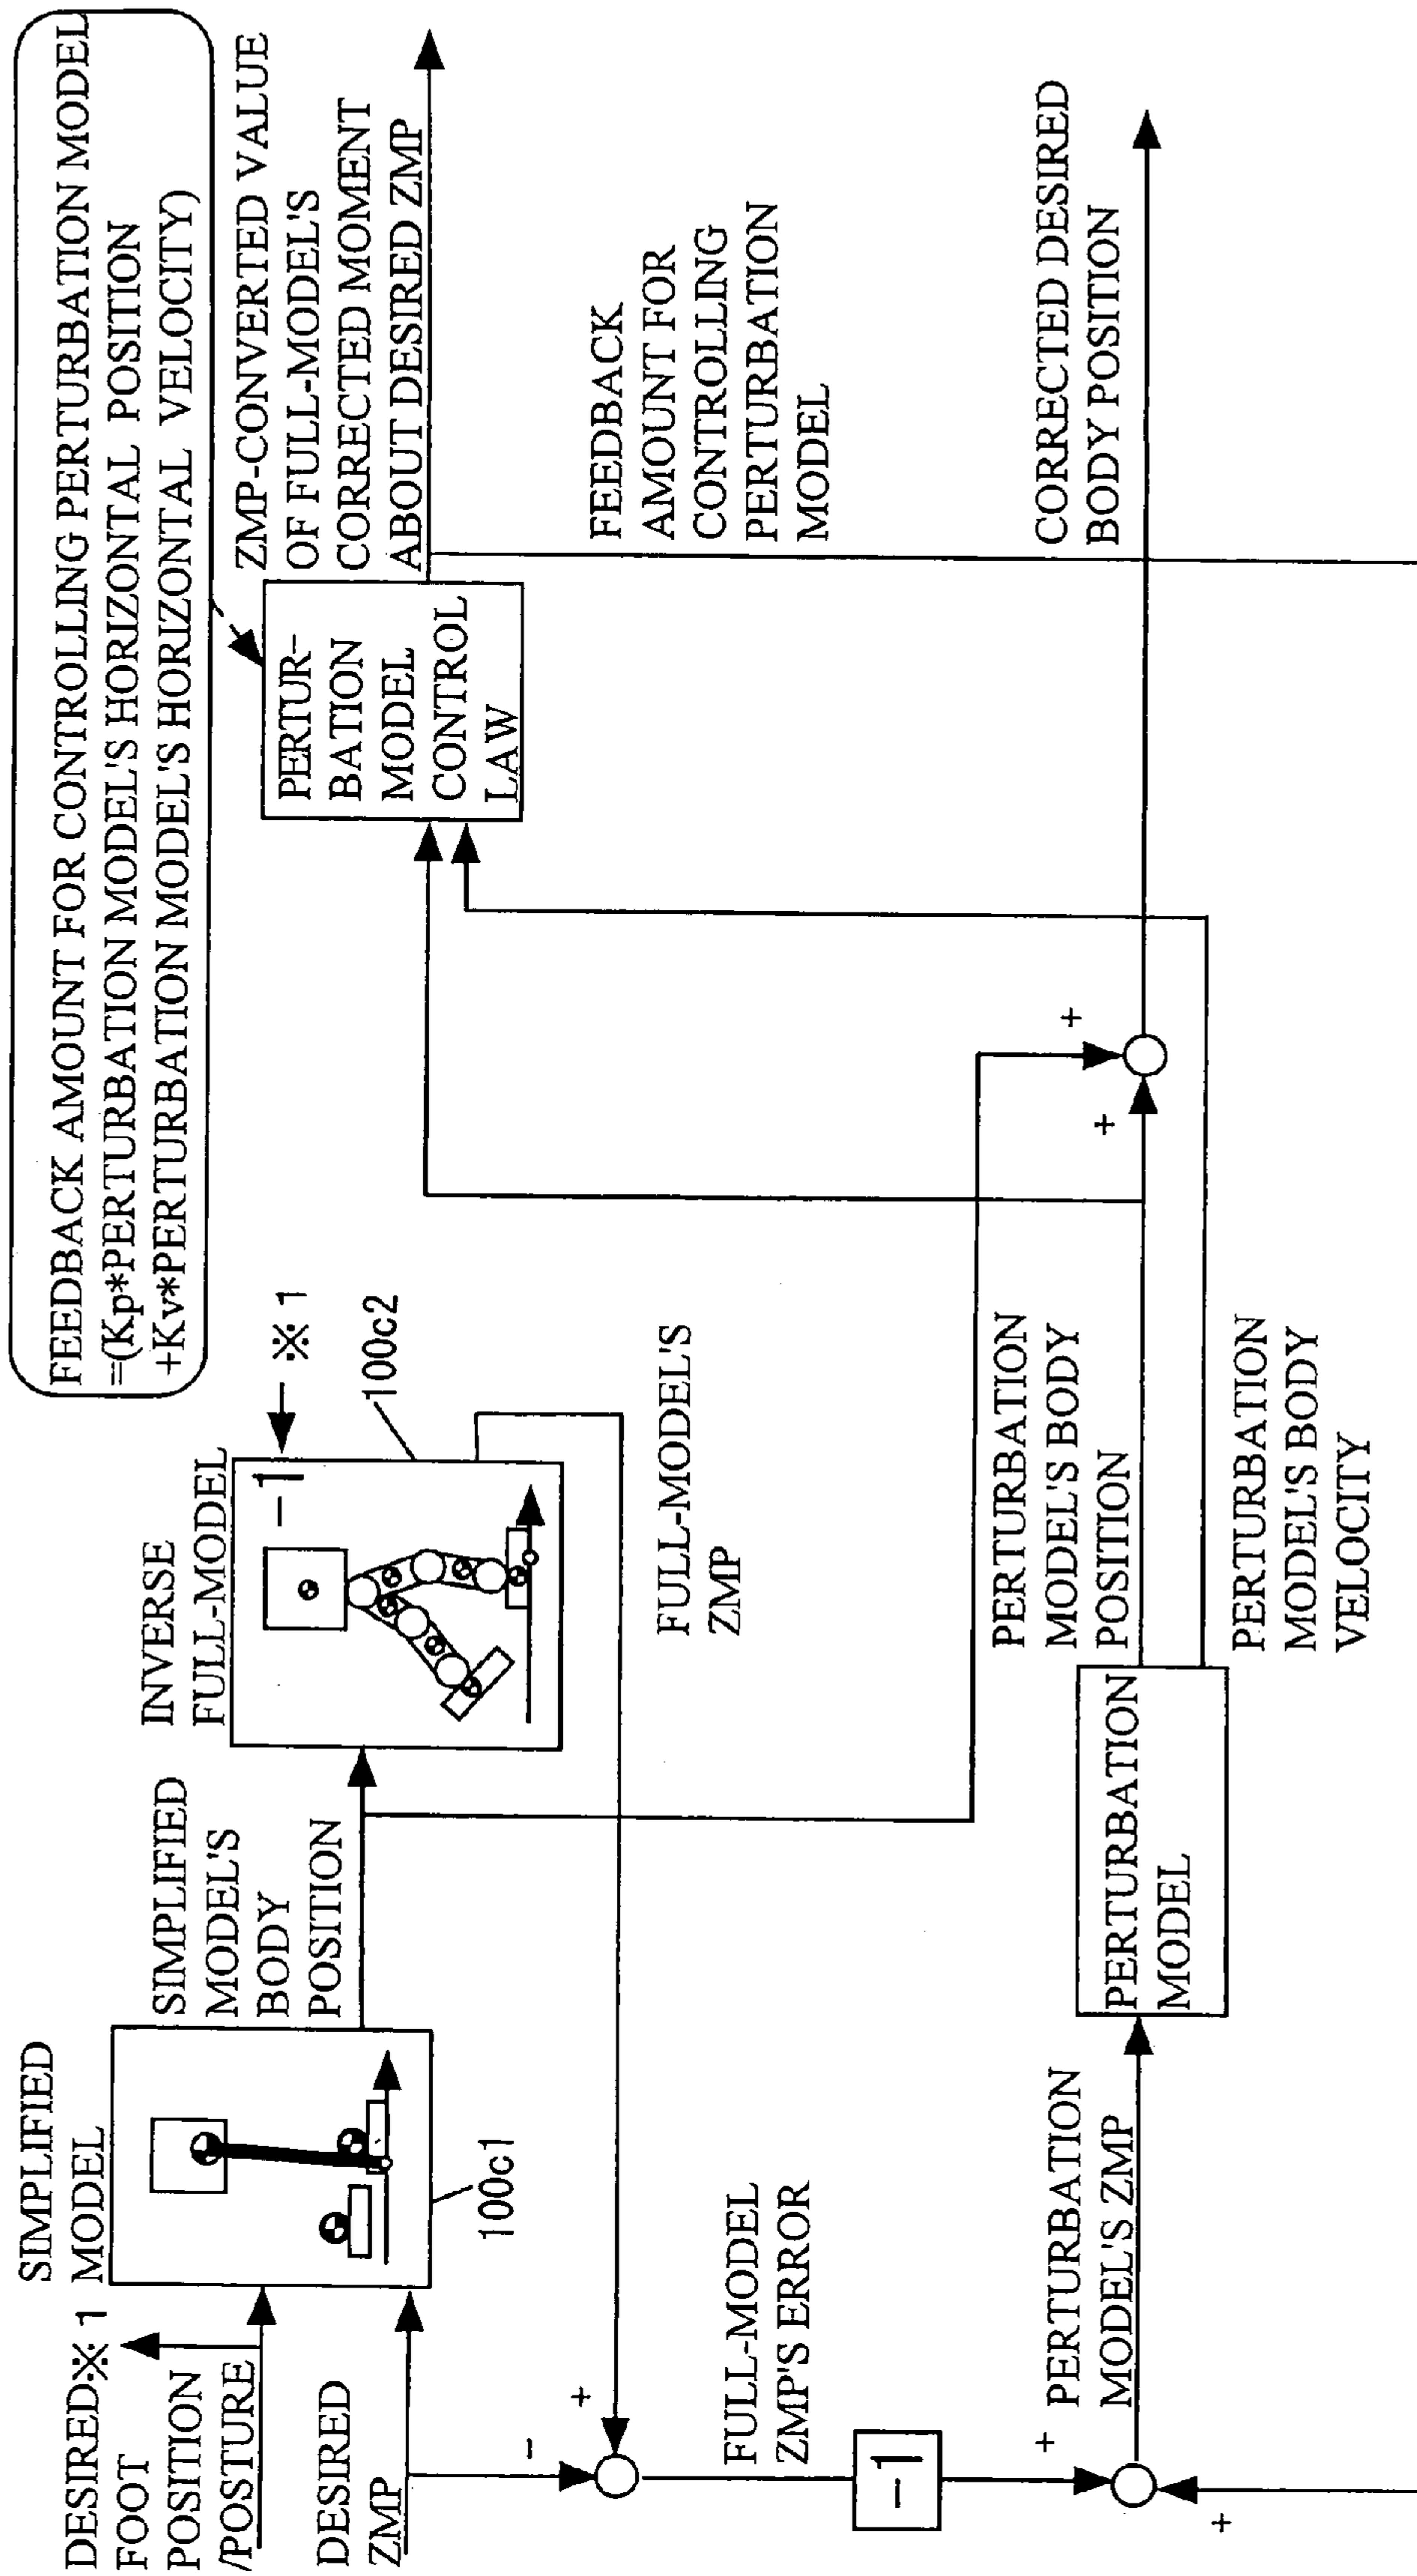 FEEDBACK AMOUNT FOR CONTROLLING PERTURBATION MODEL
=(Kp*PERTURBATION MODEL'S HORIZONTAL POSITION
+Kv*PERTURBATION MODEL'S HORIZONTAL VELOCITY)
DESIRED
FOOT
POSITION
/POSTURE
※1
DESIRED
ZMP
SIMPLIFIED
MODEL
100c1
SIMPLIFIED
MODEL'S
BODY
POSITION
INVERSE
FULL-MODEL
-1
※1
100c2
PERTUR-
BATION
MODEL
CONTROL
LAW
ZMP-CONVERTED VALUE
OF FULL-MODEL'S
CORRECTED MOMENT
ABOUT DESIRED ZMP
-
+
FULL-MODEL'S
ZMP
FEEDBACK
AMOUNT FOR
CONTROLLING
PERTURBATION
MODEL
FULL-MODEL
ZMP'S ERROR
-1
+
+
PERTURBATION
MODEL'S ZMP
PERTURBATION
MODEL
PERTURBATION
MODEL'S BODY
POSITION
PERTURBATION
MODEL'S BODY
VELOCITY
+
+
CORRECTED DESIRED
BODY POSITION